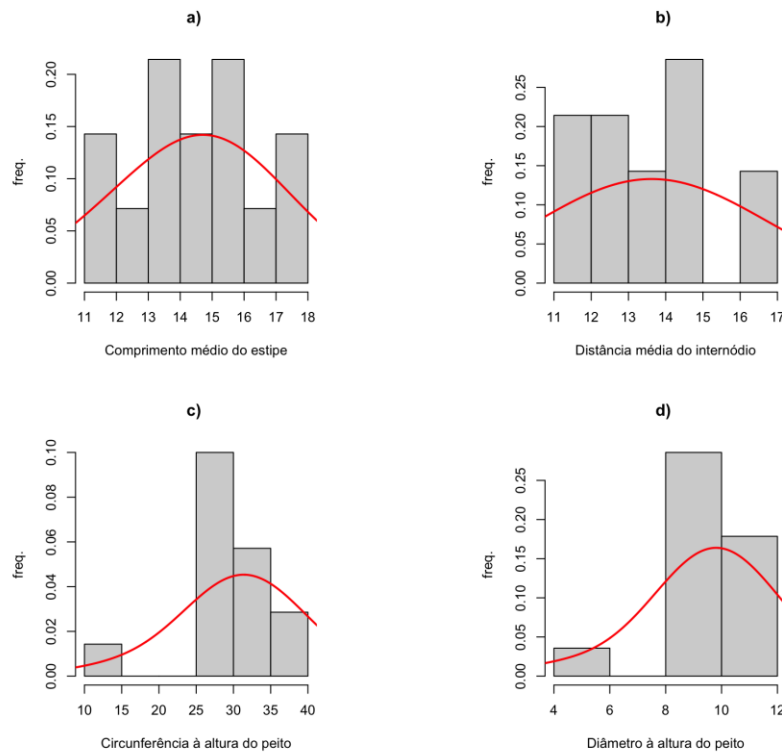 a)
freq.
0.00 0.05 0.10 0.15 0.20
11 12 13 14 15 16 17 18
Comprimento médio do estipe
b)
freq.
0.00 0.05 0.10 0.15 0.20 0.25
11 12 13 14 15 16 17
Distância média do internódio
c)
freq.
0.00 0.02 0.04 0.06 0.08 0.10
10 15 20 25 30 35 40
Circunferência à altura do peito
d)
freq.
0.00 0.05 0.10 0.15 0.20 0.25
4 6 8 10 12
Diâmetro à altura do peito